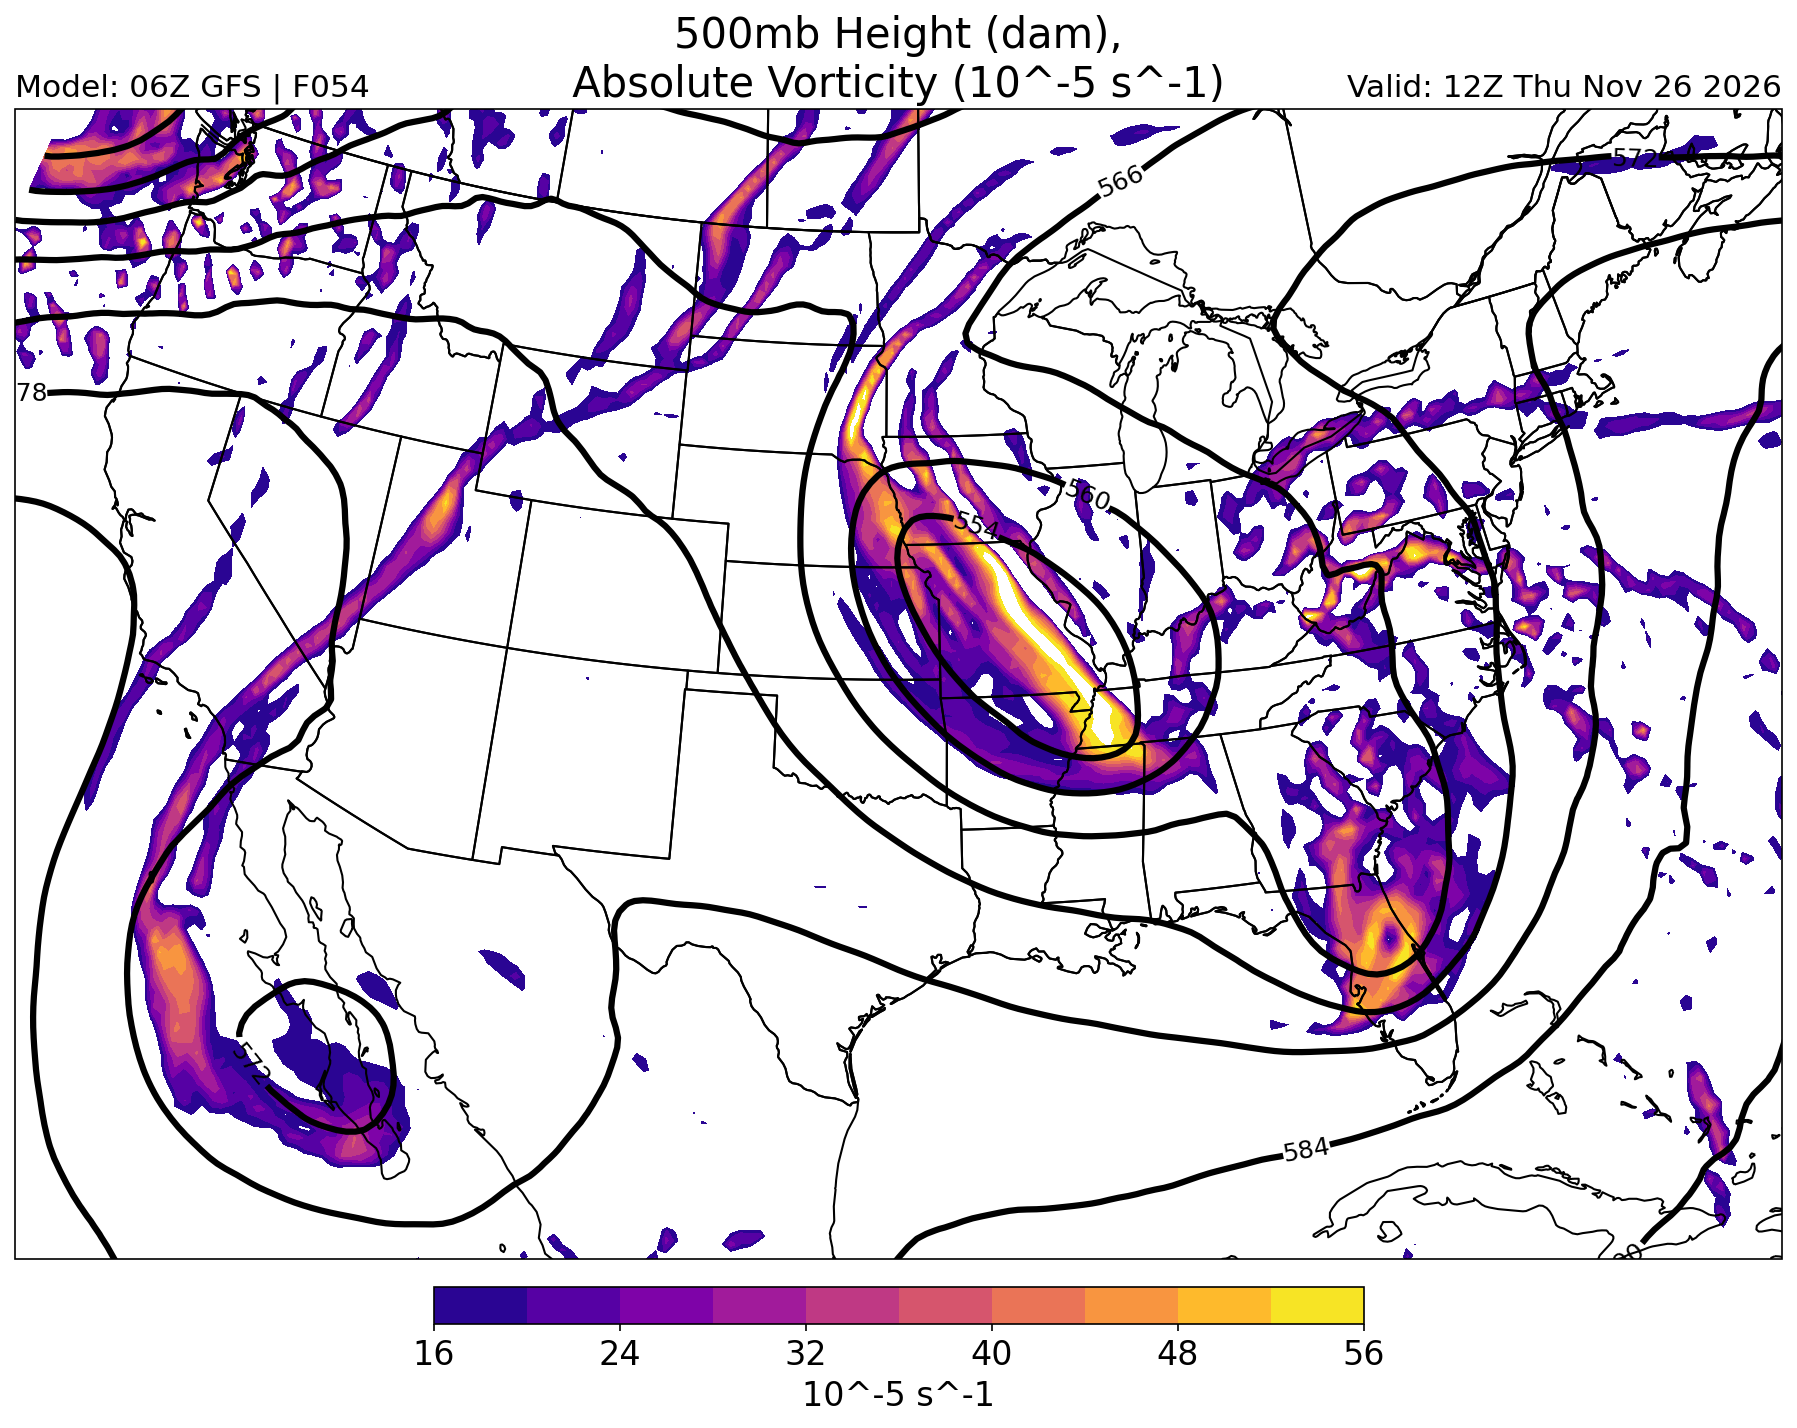 500mb Height (dam),
Absolute Vorticity (10^-5 s^-1)
Model: 06Z GFS | F054
Valid: 12Z Thu Nov 26 2026
572
566
78
560
554
572
584
16 24 32 40 48 56
10^-5 s^-1